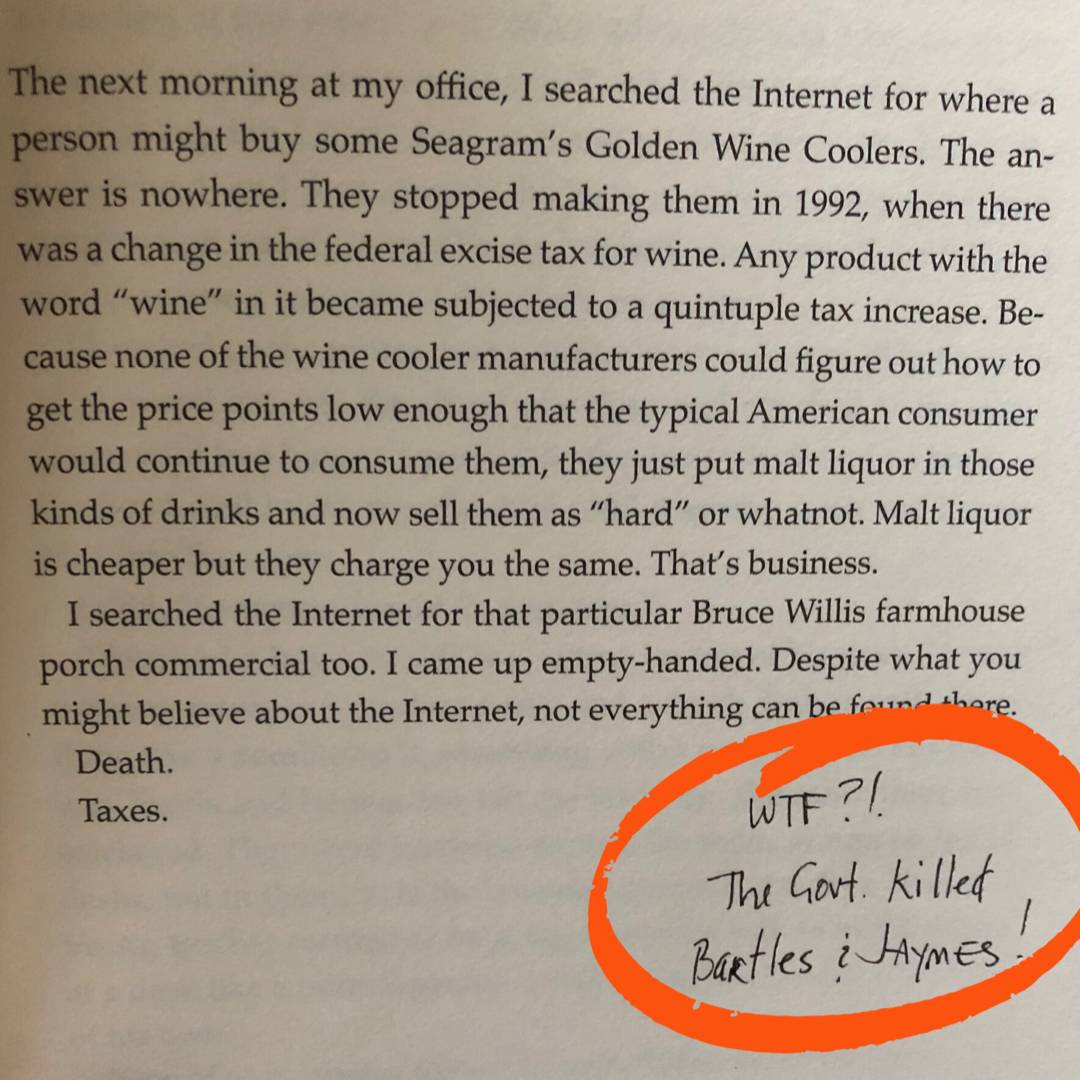 The next morning at my office, I searched the Internet for where a
person might buy some Seagram's Golden Wine Coolers. The an-
swer is nowhere. They stopped making them in 1992, when there
was a change in the federal excise tax for wine. Any product with the
word “wine” in it became subjected to a quintuple tax increase. Be-
cause none of the wine cooler manufacturers could figure out how to
get the price points low enough that the typical American consumer
would continue to consume them, they just put malt liquor in those
kinds of drinks and now sell them as “hard” or whatnot. Malt liquor
is cheaper but they charge you the same. That's business.
I searched the Internet for that particular Bruce Willis farmhouse
porch commercial too. I came up empty-handed. Despite what you
might believe about the Internet, not everything can be found there.
Death.
Taxes.
WTF?!
The Govt. killed
Bartles & JAYMES!